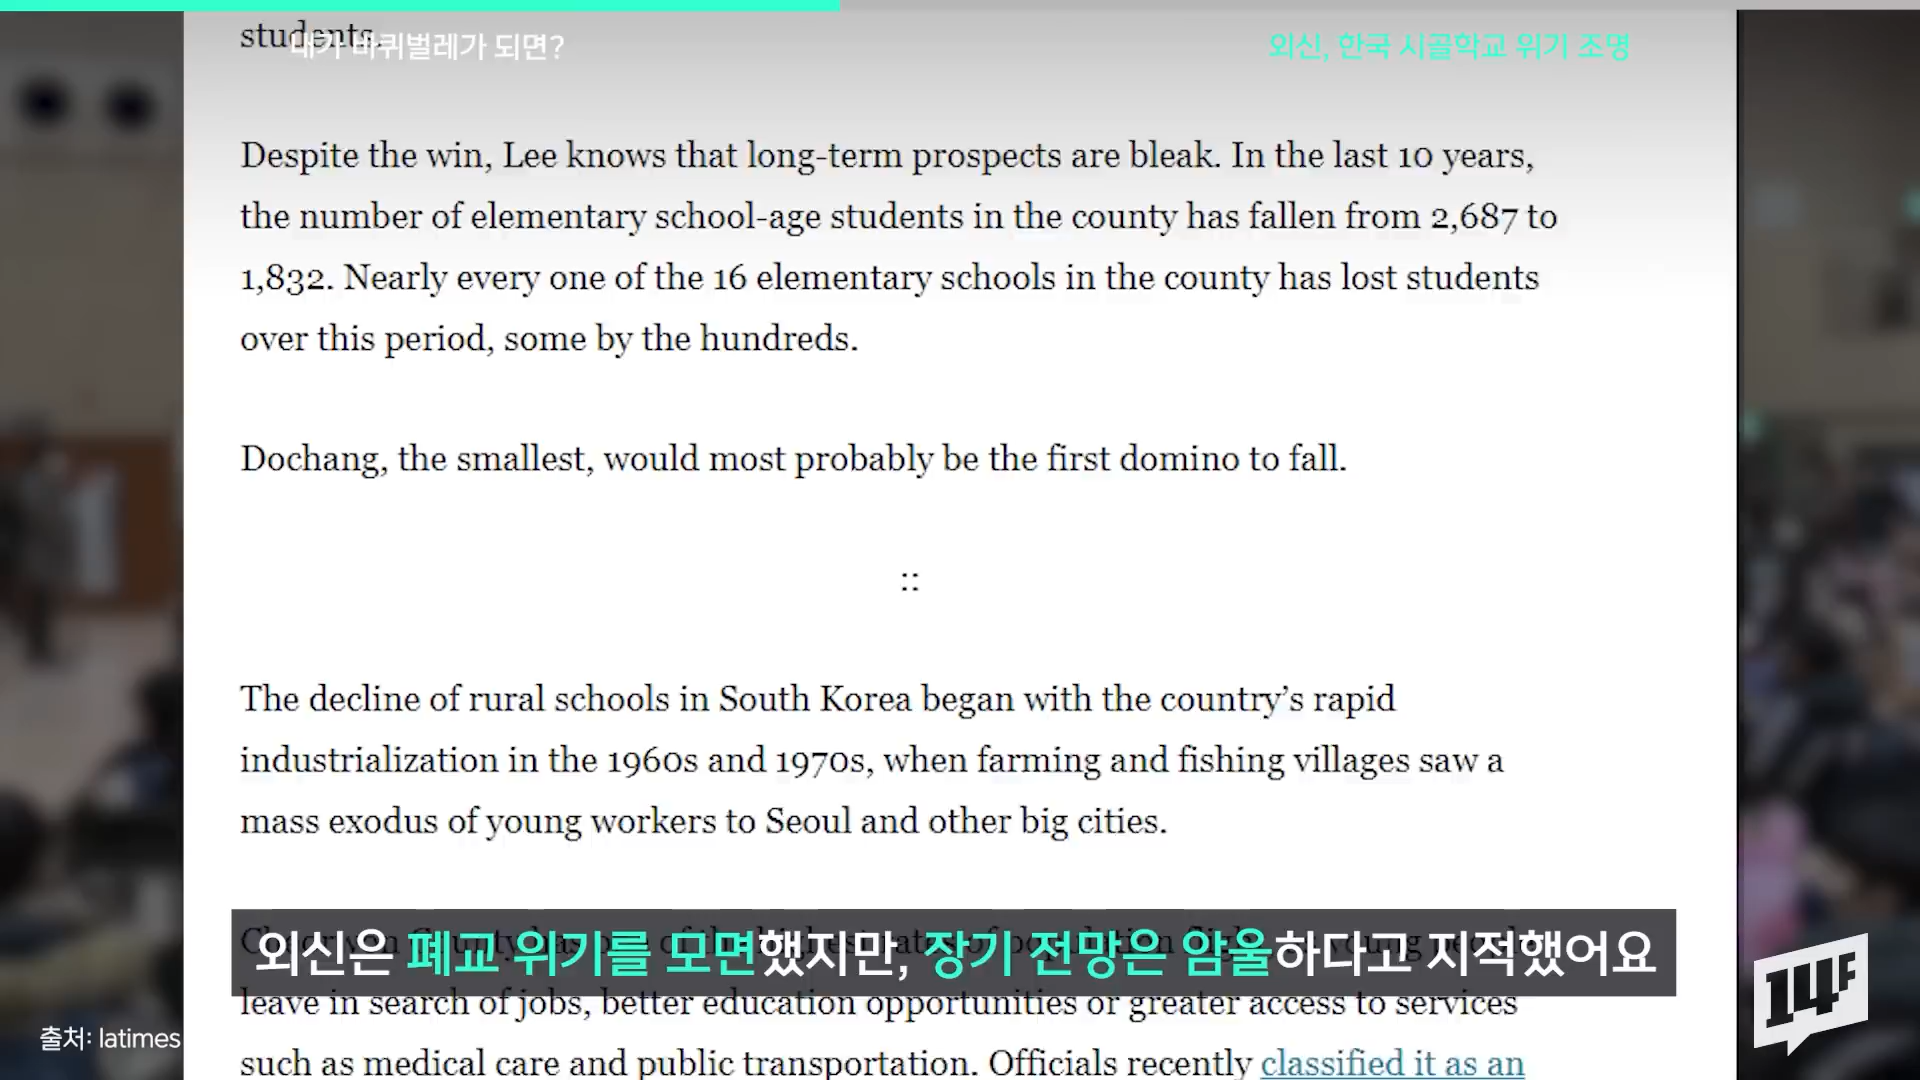 students.
내가 바퀴벌레가 되면?
외신, 한국 시골학교 위기 조명
Despite the win, Lee knows that long-term prospects are bleak. In the last 10 years,
the number of elementary school-age students in the county has fallen from 2,687 to
1,832. Nearly every one of the 16 elementary schools in the county has lost students
over this period, some by the hundreds.
Dochang, the smallest, would most probably be the first domino to fall.
::
The decline of rural schools in South Korea began with the country’s rapid
industrialization in the 1960s and 1970s, when farming and fishing villages saw a
mass exodus of young workers to Seoul and other big cities.
외신은 폐교 위기를 모면했지만, 장기 전망은 암울하다고 지적했어요
leave in search of jobs, better education opportunities or greater access to services
such as medical care and public transportation. Officials recently classified it as an
출처: latimes
14F